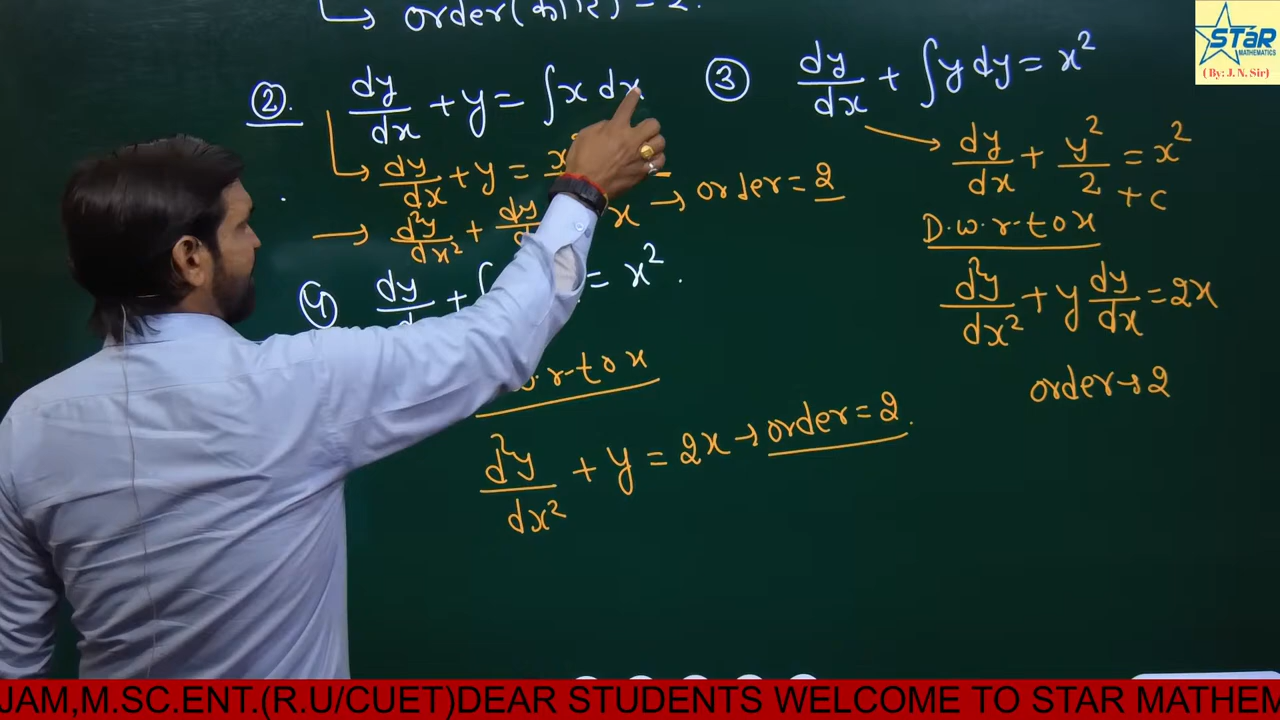 ↳ order(कोटि) = 2.
② . dy/dx + y = ∫x dx
↳ dy/dx + y =
→ d²y/dx² + dy/ x → order = 2
④ dy/d + ∫ = x².
w.r-to x
d²y/dx² + y = 2x → order = 2.
③ dy/dx + ∫y dy = x²
→ dy/dx + y²/2 = x²
+ c
D.w.r-to x
d²y/dx² + y dy/dx = 2x
order → 2
STaR
MATHEMATICS
( By: J. N. Sir)
JAM,M.SC.ENT.(R.U/CUET)DEAR STUDENTS WELCOME TO STAR MATHEM